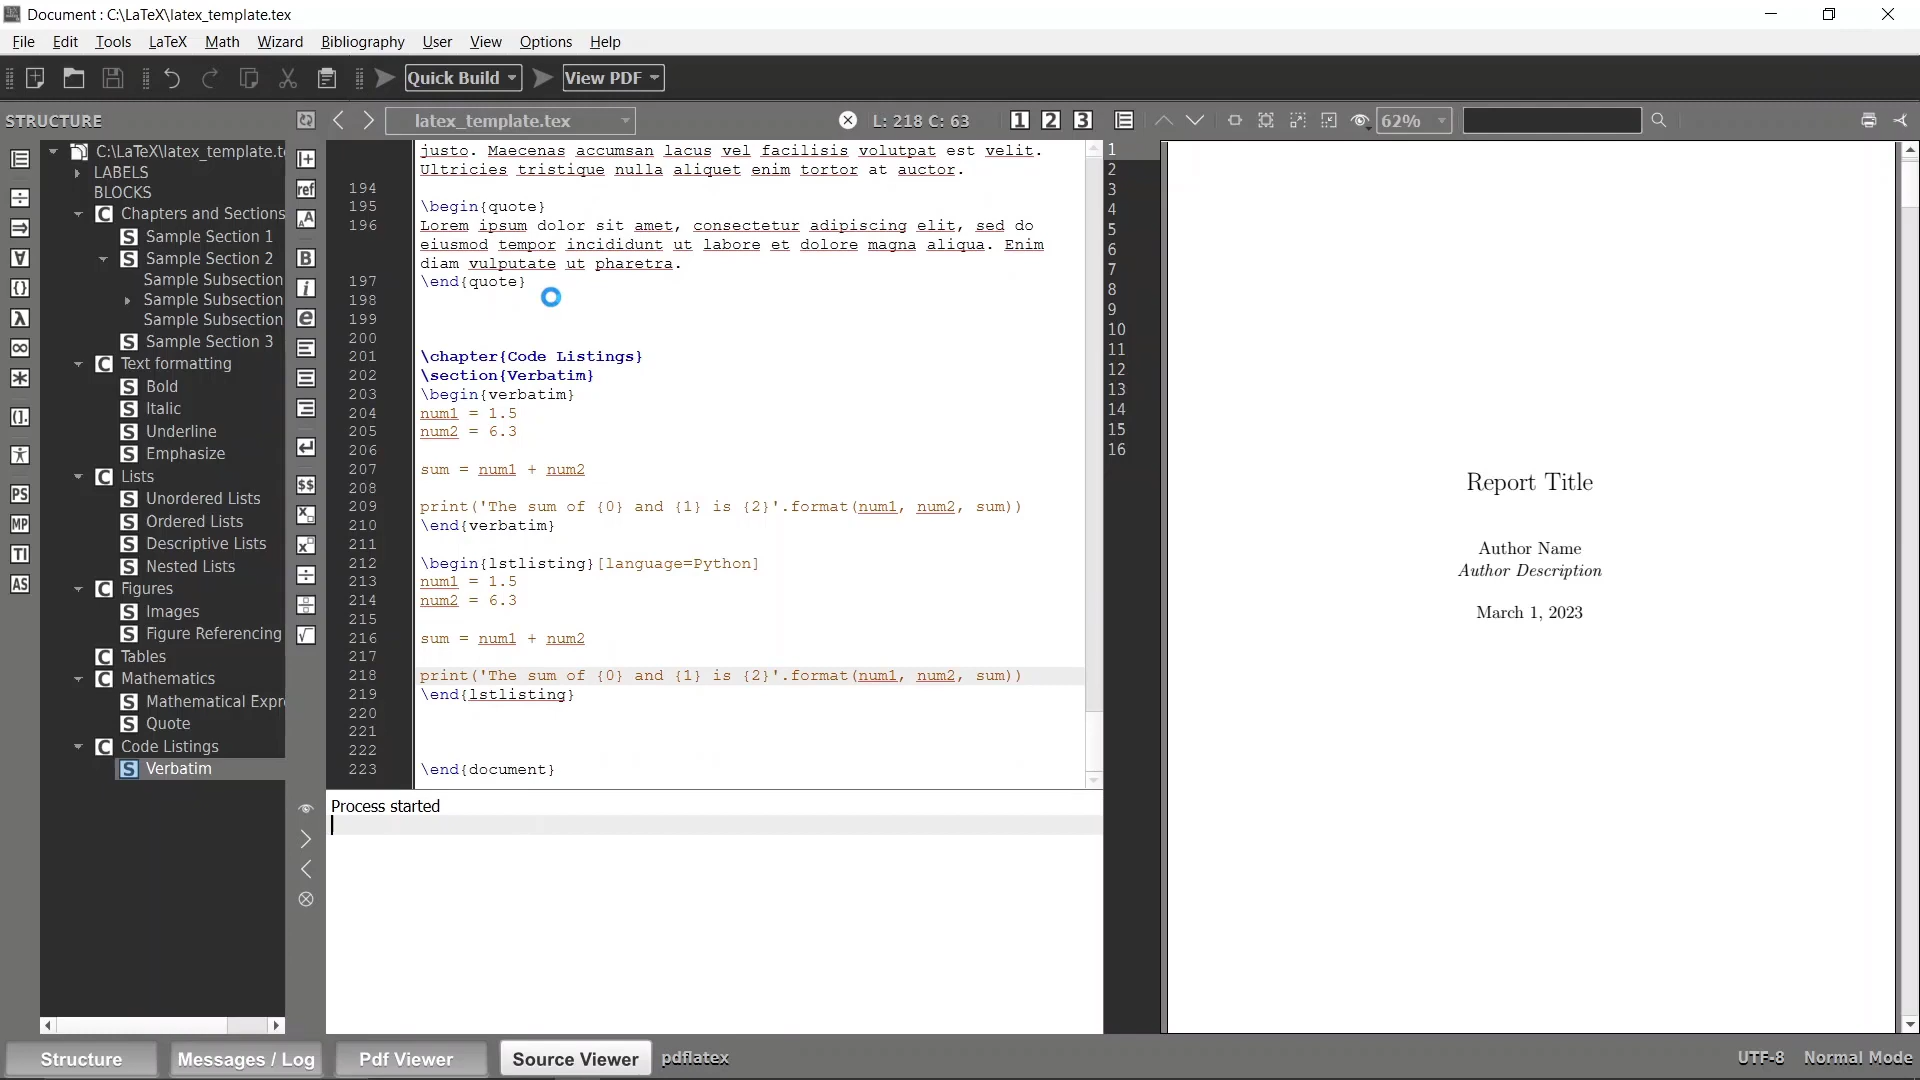 Document : C:\LaTeX\latex_template.tex
File Edit Tools LaTeX Math Wizard Bibliography User View Options Help
Quick Build View PDF
STRUCTURE
latex_template.tex L: 218 C: 63 1 2 3 62%
C:\LaTeX\latex_template.t
LABELS
BLOCKS
Chapters and Sections
Sample Section 1
Sample Section 2
Sample Subsection
Sample Subsection
Sample Subsection
Sample Section 3
Text formatting
Bold
Italic
Underline
Emphasize
Lists
Unordered Lists
Ordered Lists
Descriptive Lists
Nested Lists
Figures
Images
Figure Referencing
Tables
Mathematics
Mathematical Expr
Quote
Code Listings
Verbatim
PS
MP
TI
AS
ref
B
i
e
$$
justo. Maecenas accumsan lacus vel facilisis volutpat est velit.
Ultricies tristique nulla aliquet enim tortor at auctor.
194
195 \begin{quote}
196 Lorem ipsum dolor sit amet, consectetur adipiscing elit, sed do
eiusmod tempor incididunt ut labore et dolore magna aliqua. Enim
diam vulputate ut pharetra.
197 \end{quote}
198
199
200
201 \chapter{Code Listings}
202 \section{Verbatim}
203 \begin{verbatim}
204 num1 = 1.5
205 num2 = 6.3
206
207 sum = num1 + num2
208
209 print('The sum of {0} and {1} is {2}'.format(num1, num2, sum))
210 \end{verbatim}
211
212 \begin{lstlisting}[language=Python]
213 num1 = 1.5
214 num2 = 6.3
215
216 sum = num1 + num2
217
218 print('The sum of {0} and {1} is {2}'.format(num1, num2, sum))
219 \end{lstlisting}
220
221
222
223 \end{document}
Process started
1
2
3
4
5
6
7
8
9
10
11
12
13
14
15
16
Report Title
Author Name
Author Description
March 1, 2023
Structure Messages / Log Pdf Viewer Source Viewer pdflatex UTF-8 Normal Mode